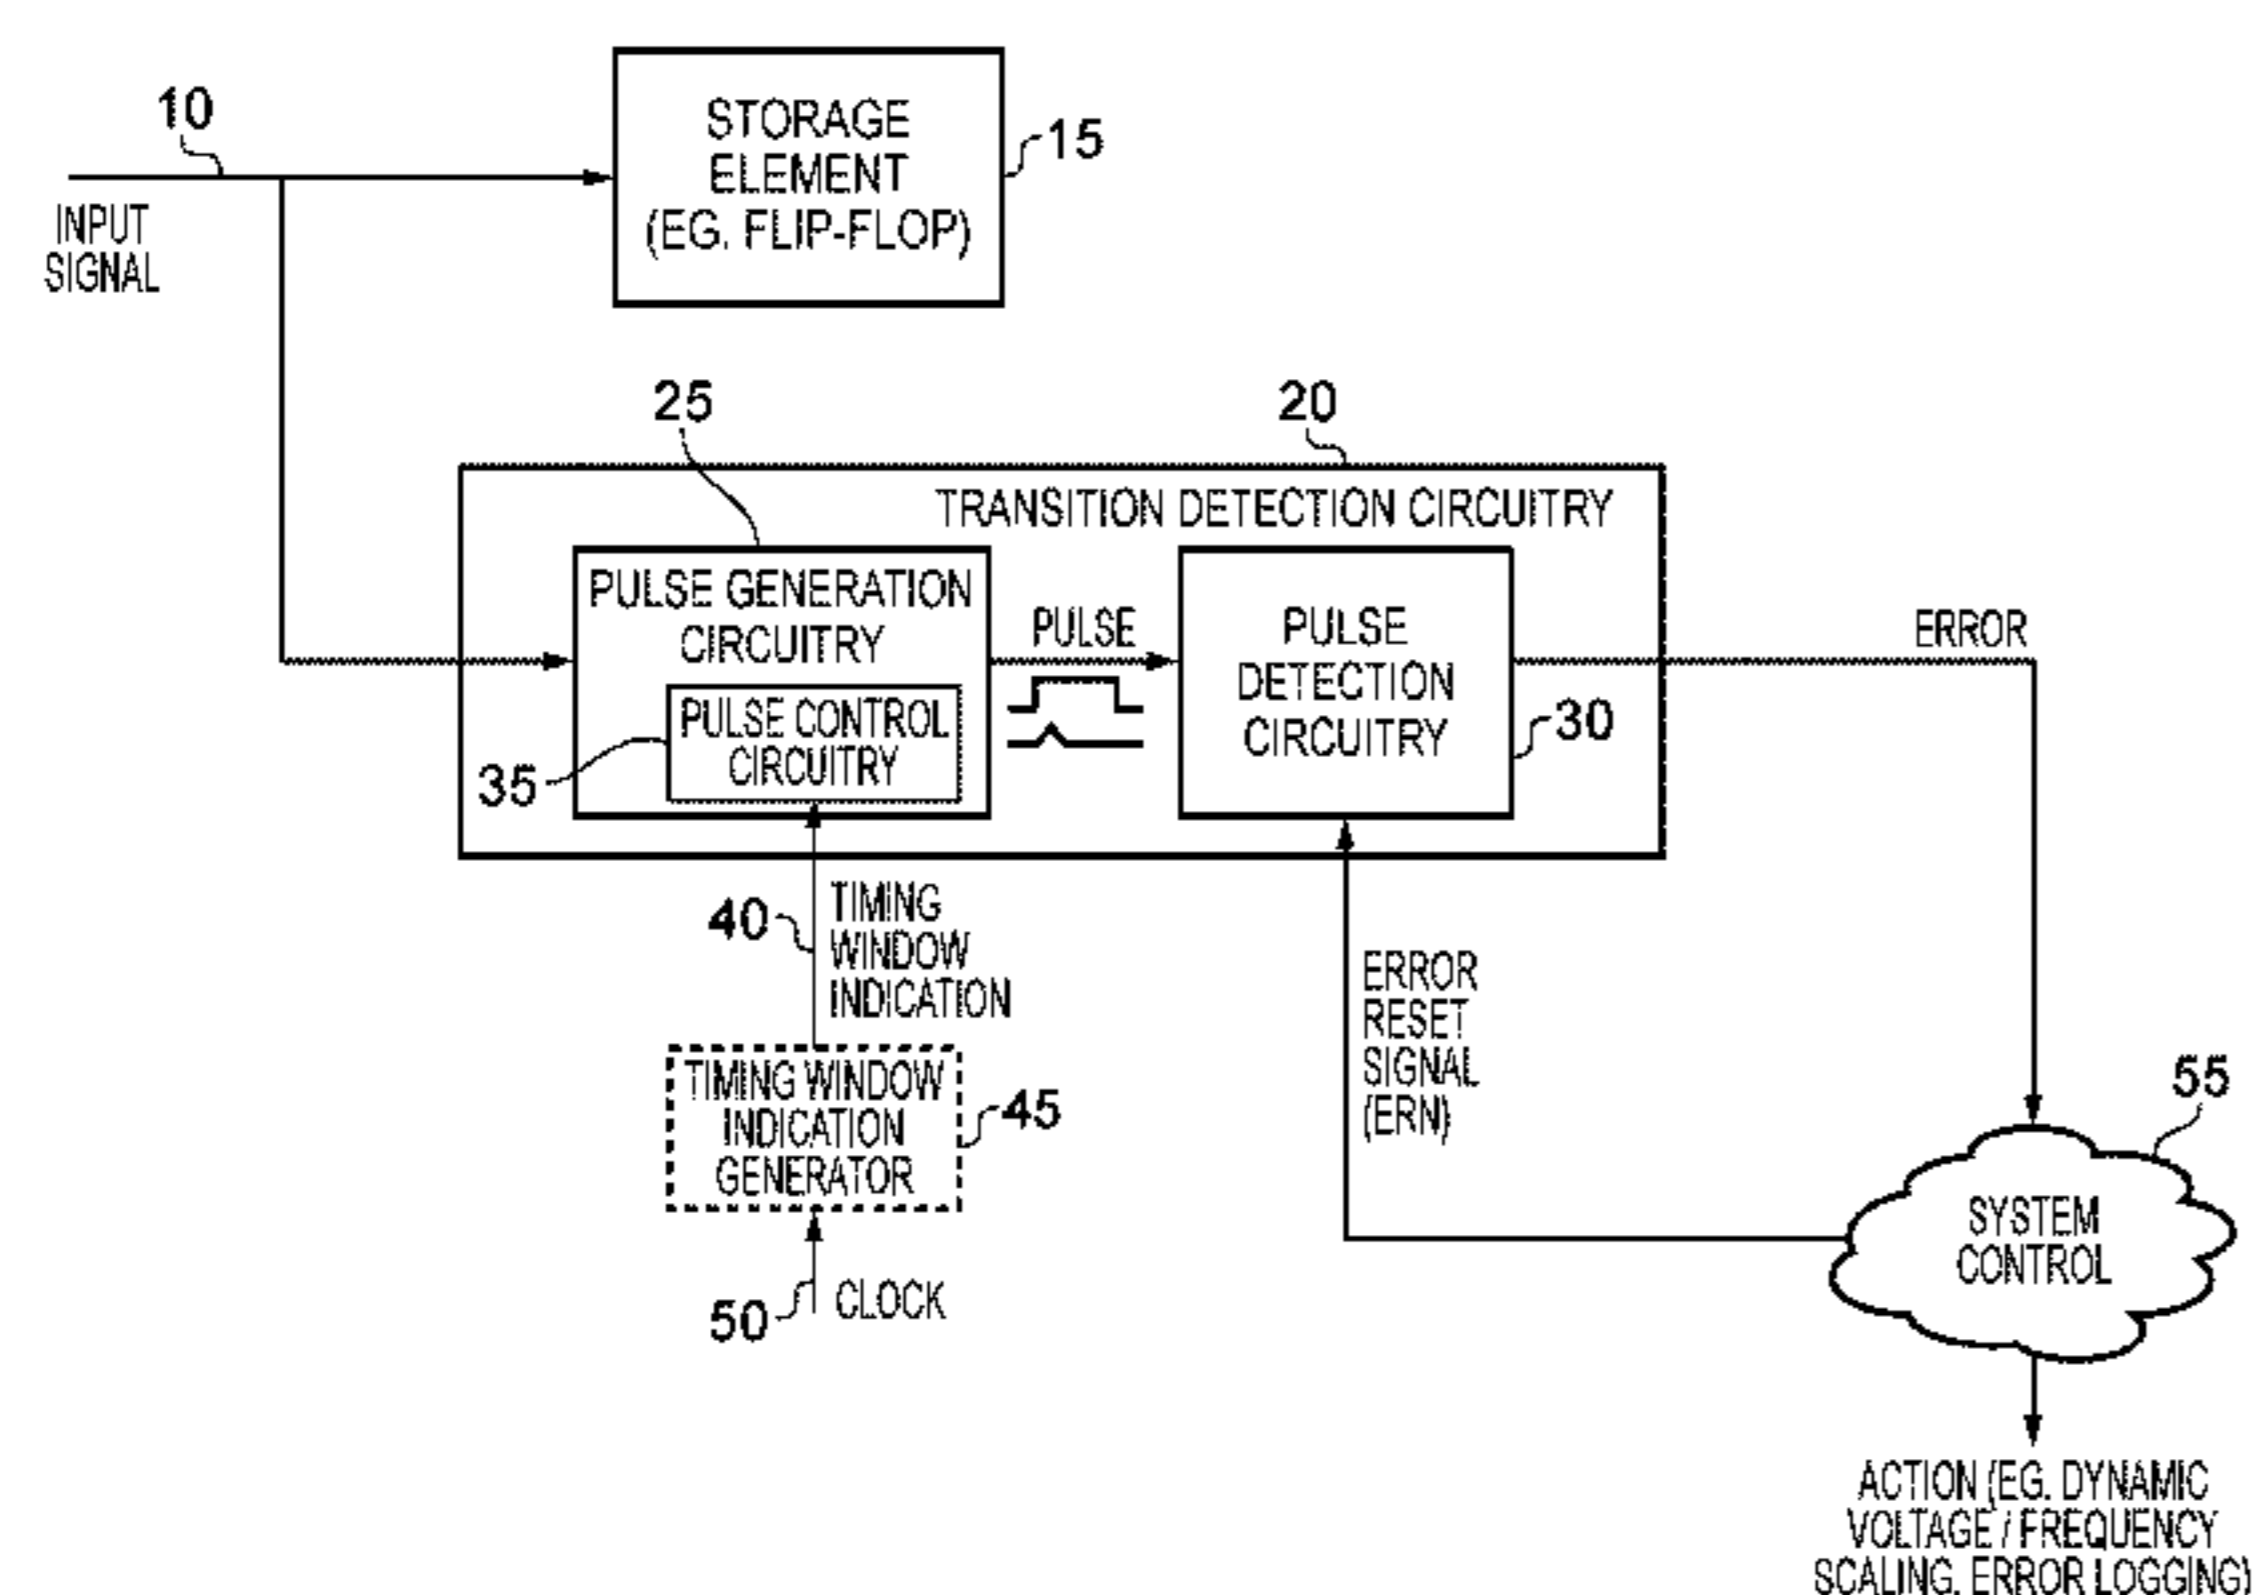 10
INPUT
SIGNAL
STORAGE
ELEMENT
(EG. FLIP-FLOP)
15
25
20
TRANSITION DETECTION CIRCUITRY
PULSE GENERATION
CIRCUITRY
PULSE CONTROL
CIRCUITRY
35
PULSE
PULSE
DETECTION
CIRCUITRY
30
ERROR
40
TIMING
WINDOW
INDICATION
ERROR
RESET
SIGNAL
(ERN)
TIMING WINDOW
INDICATION
GENERATOR
45
50
CLOCK
55
SYSTEM
CONTROL
ACTION (EG. DYNAMIC
VOLTAGE / FREQUENCY
SCALING, ERROR LOGGING)